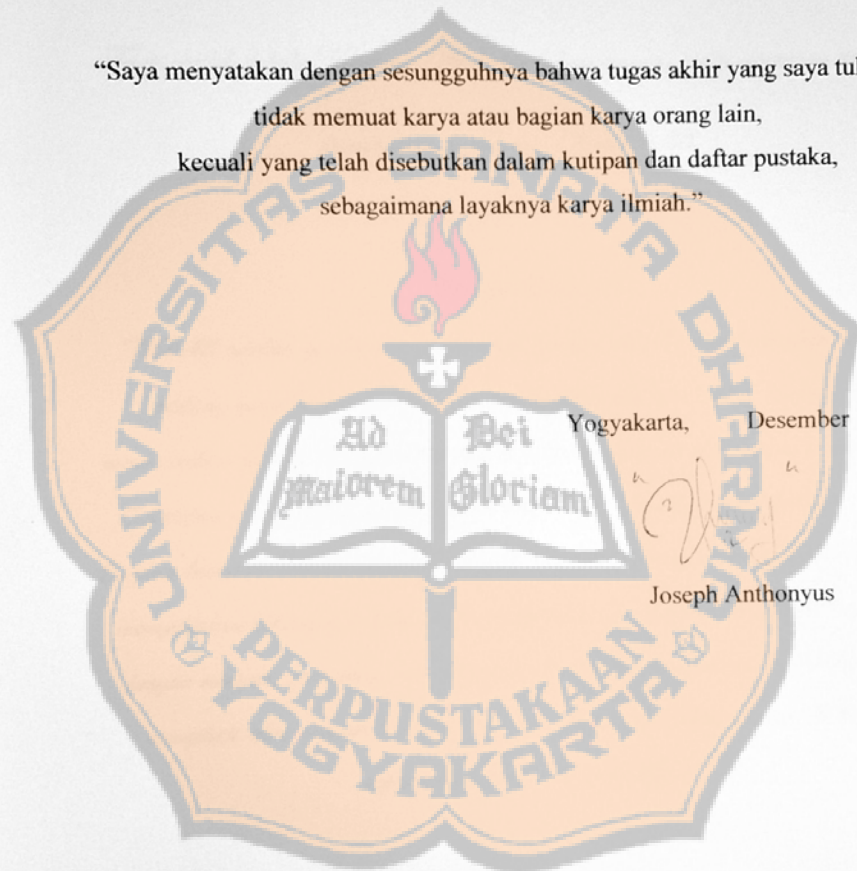 “Saya menyatakan dengan sesungguhnya bahwa tugas akhir yang saya
tidak memuat karya atau bagian karya orang lain,
kecuali yang telah disebutkan dalam kutipan dan daftar pustaka,
sebagaimana layaknya karya ilmiah.”
UNIVERSITAS SANATA DHARMA
Ad Dei
maiorem Gloriam
Yogyakarta, Desember
Joseph Anthonyus
PERPUSTAKAAN
YOGYAKARTA